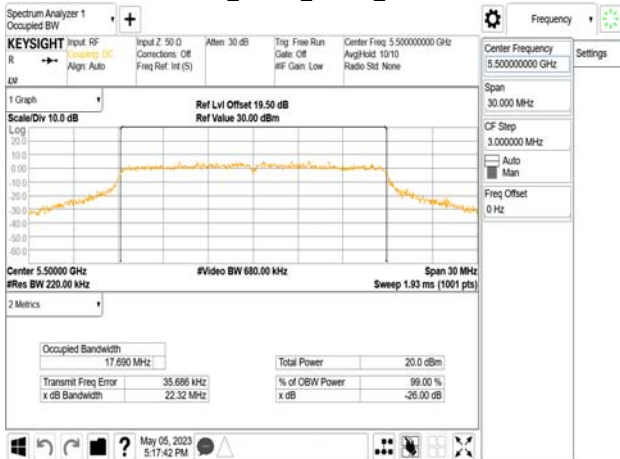 Spectrum Analyzer 1
Occupied BW
+
Frequency
KEYSIGHT
Input: RF
Coupling: DC
Align: Auto
Input Z: 50 Ω
Corrections: Off
Freq Ref: Int (S)
Atten: 30 dB
Trig: Free Run
Gate: Off
#IF Gain: Low
Center Freq: 5.500000000 GHz
Avg|Hold: 10/10
Radio Std: None
R
Center Frequency
5.500000000 GHz
Settings
Span
30.000 MHz
CF Step
3.000000 MHz
Auto
Man
Freq Offset
0 Hz
1 Graph
Scale/Div 10.0 dB
Ref Lvl Offset 19.50 dB
Ref Value 30.00 dBm
Log
20.0
10.0
0.00
-10.0
-20.0
-30.0
-40.0
-50.0
-60.0
Center 5.50000 GHz
#Res BW 220.00 kHz
#Video BW 680.00 kHz
Span 30 MHz
Sweep 1.93 ms (1001 pts)
2 Metrics
Occupied Bandwidth
17.690 MHz
Total Power 20.0 dBm
Transmit Freq Error 35.686 kHz
% of OBW Power 99.00 %
x dB Bandwidth 22.32 MHz
x dB -26.00 dB
?
May 05, 2023
5:17:42 PM